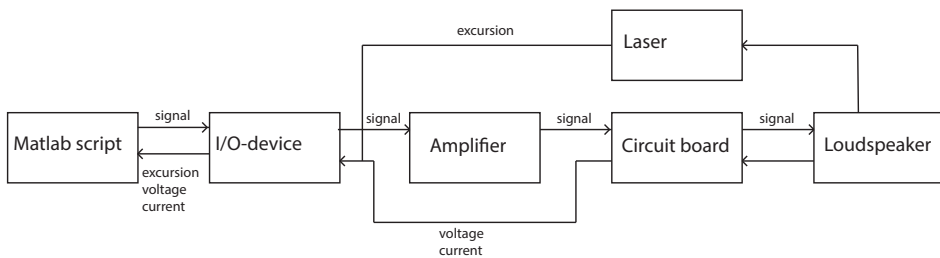 excursion
Laser
Matlab script
signal
I/O-device
signal
Amplifier
signal
Circuit board
signal
Loudspeaker
excursion
voltage
current
voltage
current